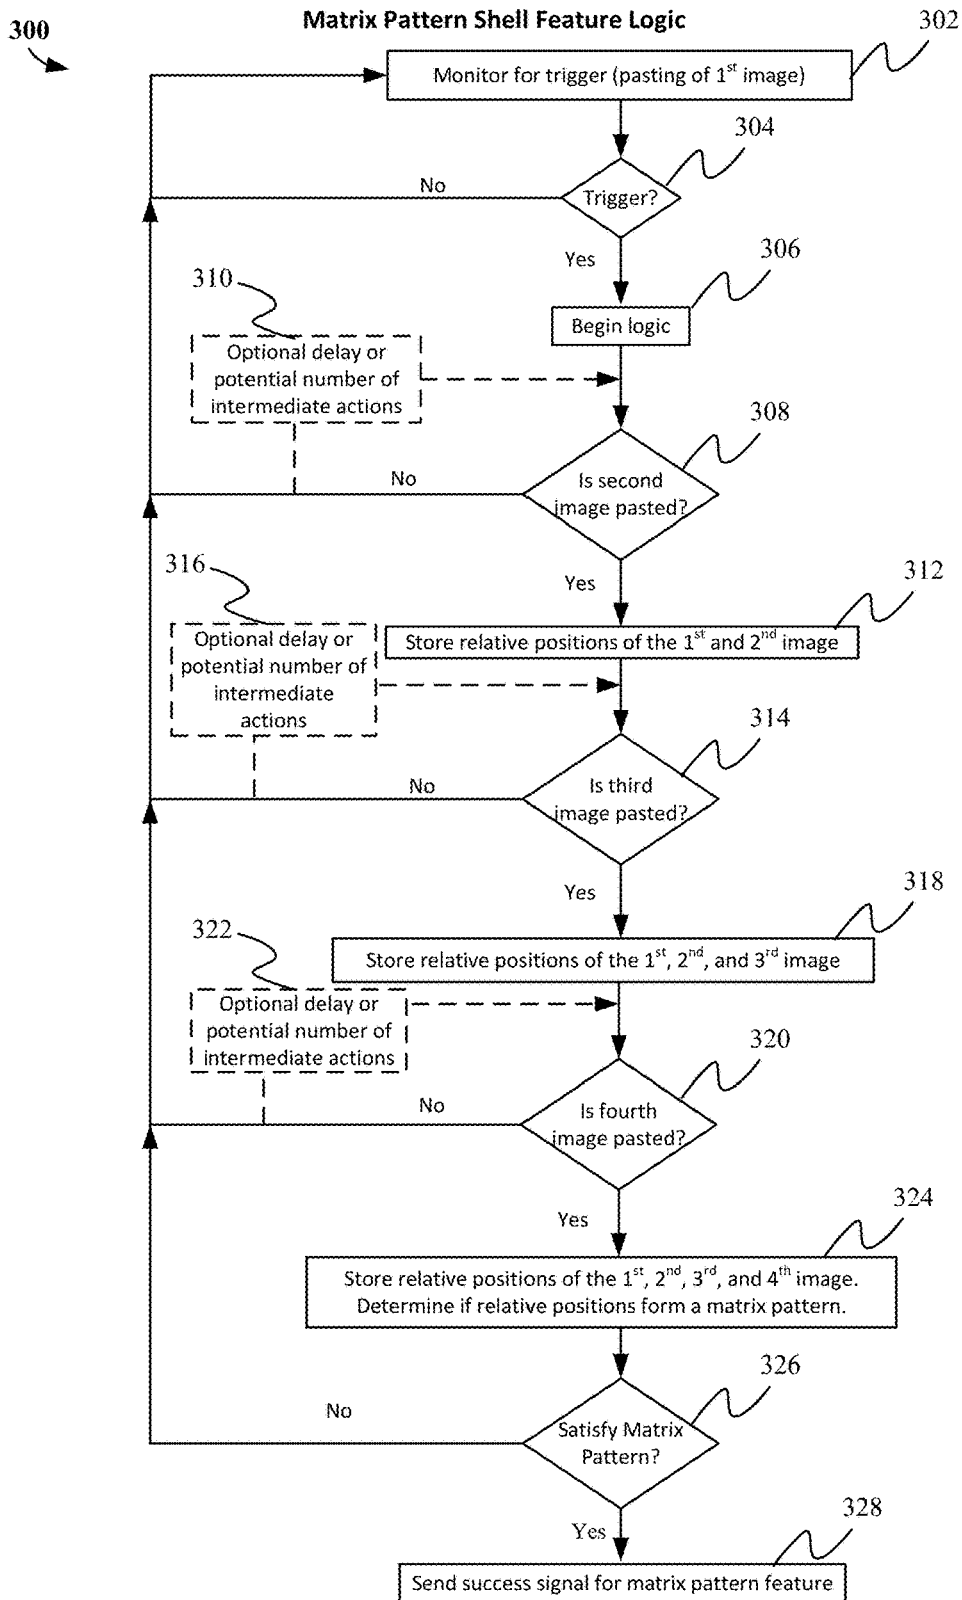 Matrix Pattern Shell Feature Logic
300
302
Monitor for trigger (pasting of 1st image)
304
Trigger?
No
Yes
306
Begin logic
310
Optional delay or
potential number of
intermediate actions
308
Is second
image pasted?
No
Yes
312
Store relative positions of the 1st and 2nd image
316
Optional delay or
potential number of
intermediate
actions
314
Is third
image pasted?
No
Yes
318
Store relative positions of the 1st, 2nd, and 3rd image
322
Optional delay or
potential number of
intermediate actions
320
Is fourth
image pasted?
No
Yes
324
Store relative positions of the 1st, 2nd, 3rd, and 4th image.
Determine if relative positions form a matrix pattern.
326
Satisfy Matrix
Pattern?
No
Yes
328
Send success signal for matrix pattern feature